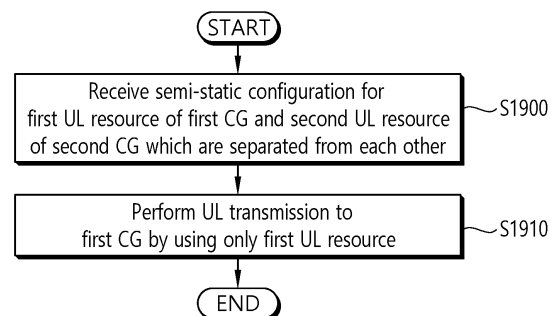 START
Receive semi-static configuration for
first UL resource of first CG and second UL resource
of second CG which are separated from each other
S1900
Perform UL transmission to
first CG by using only first UL resource
S1910
END